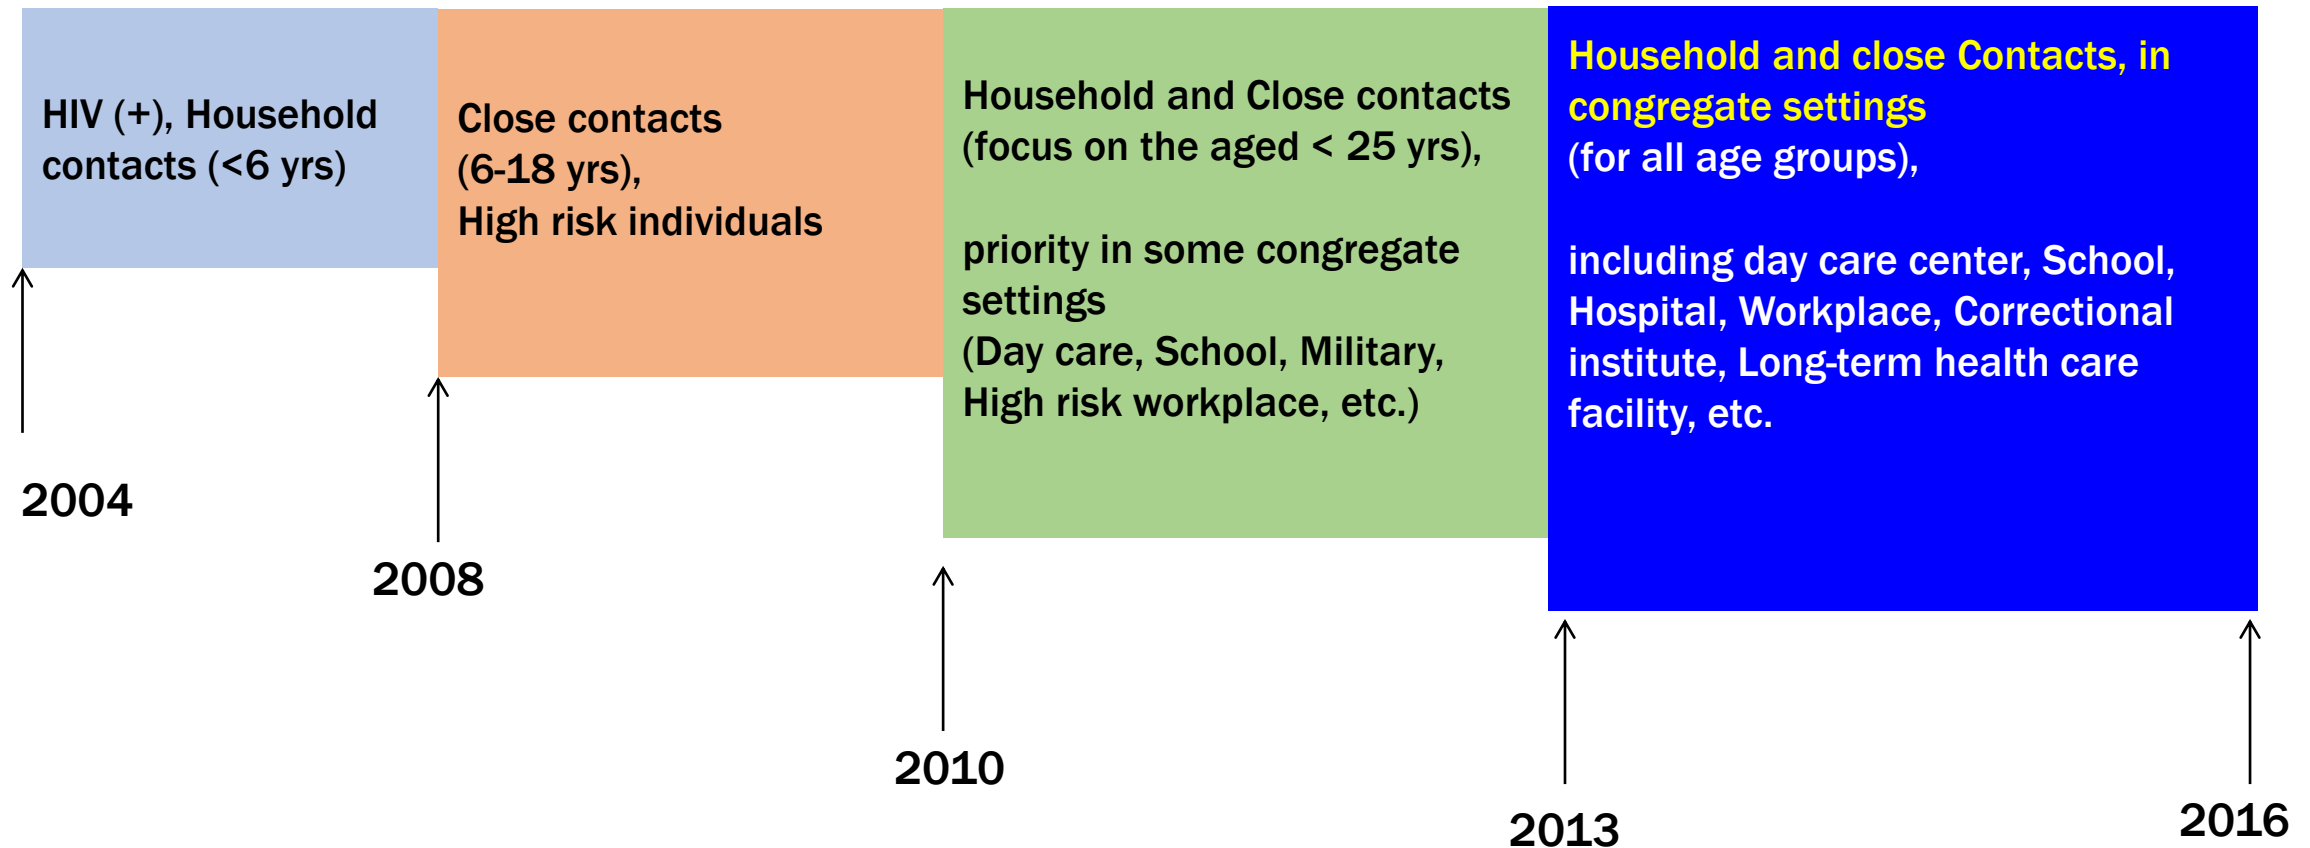 HIV (+), Household
contacts (<6 yrs)
Close contacts
(6-18 yrs),
High risk individuals
Household and Close contacts
(focus on the aged < 25 yrs),
priority in some congregate
settings
(Day care, School, Military,
High risk workplace, etc.)
Household and close Contacts, in
congregate settings
(for all age groups),
including day care center, School,
Hospital, Workplace, Correctional
institute, Long-term health care
facility, etc.
2004
2008
2010
2013
2016